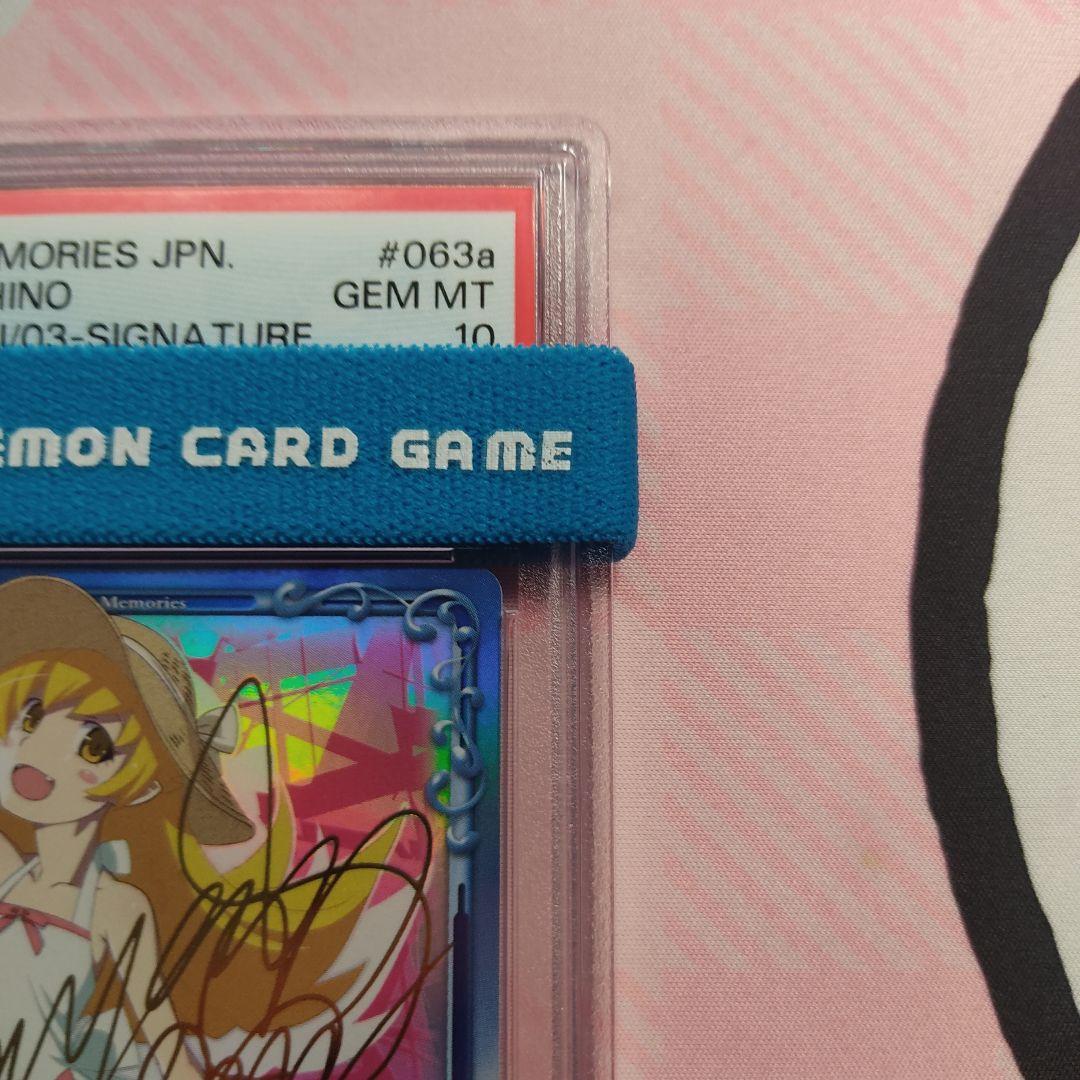 MORIES JPN. #063a
HINO GEM MT
I/03-SIGNATURE 10
EMON CARD GAME
Memories